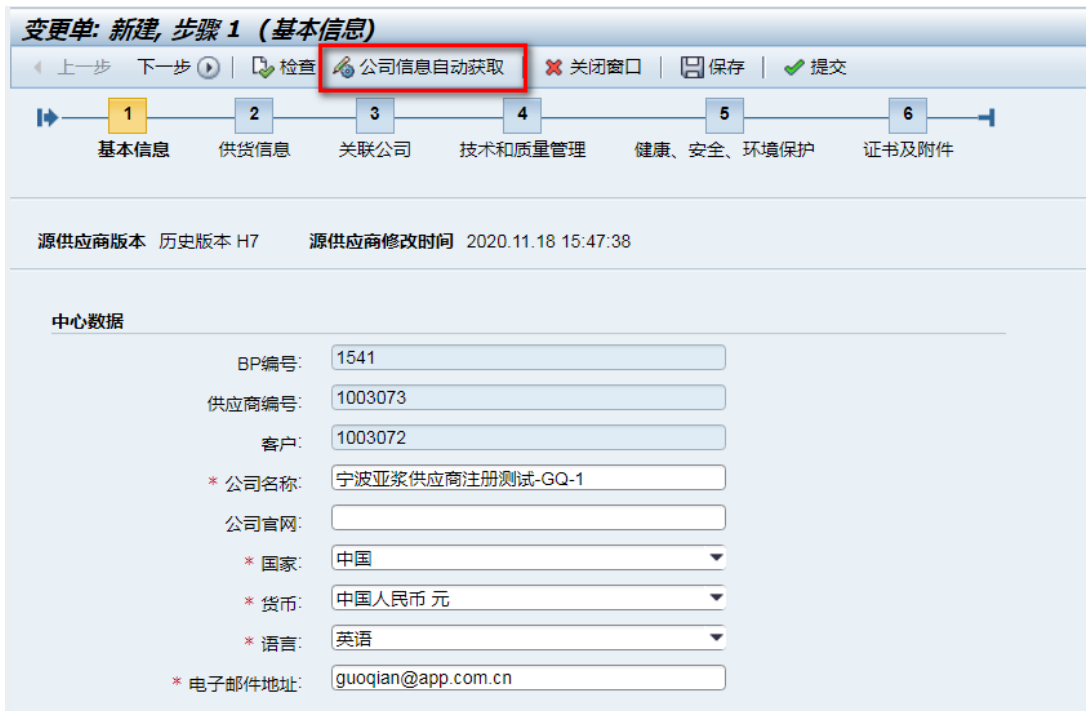 变更单: 新建, 步骤 1 （基本信息）
上一步 下一步 检查 公司信息自动获取 关闭窗口 保存 提交
1 2 3 4 5 6
基本信息 供货信息 关联公司 技术和质量管理 健康、安全、环境保护 证书及附件
源供应商版本 历史版本 H7 源供应商修改时间 2020.11.18 15:47:38
中心数据
BP编号: 1541
供应商编号: 1003073
客户: 1003072
* 公司名称: 宁波亚浆供应商注册测试-GQ-1
公司官网:
* 国家: 中国
* 货币: 中国人民币 元
* 语言: 英语
* 电子邮件地址: guoqian@app.com.cn